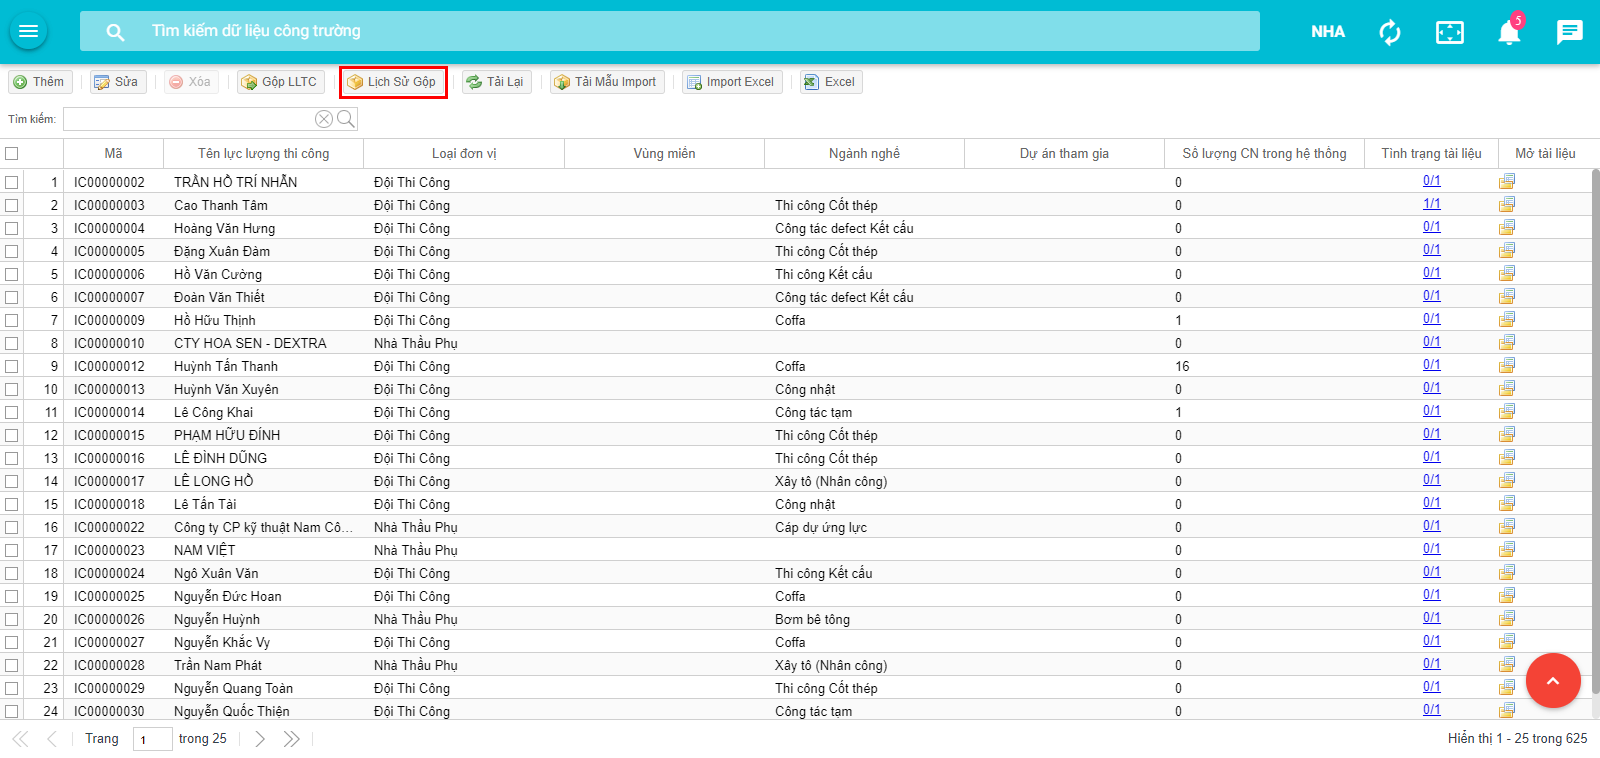 Tìm kiếm dữ liệu công trường NHA 5
Thêm Sửa Xóa Gộp LLTC Lịch Sử Gộp Tải Lại Tải Mẫu Import Import Excel Excel
Tìm kiếm:
Mã Tên lực lượng thi công Loại đơn vị Vùng miền Ngành nghề Dự án tham gia Số lượng CN trong hệ thống Tình trạng tài liệu Mở tài liệu
1 IC00000002 TRẦN HỒ TRÍ NHẪN Đội Thi Công 0 0/1
2 IC00000003 Cao Thanh Tâm Đội Thi Công Thi công Cốt thép 0 1/1
3 IC00000004 Hoàng Văn Hưng Đội Thi Công Công tác defect Kết cấu 0 0/1
4 IC00000005 Đặng Xuân Đàm Đội Thi Công Thi công Cốt thép 0 0/1
5 IC00000006 Hồ Văn Cường Đội Thi Công Thi công Kết cấu 0 0/1
6 IC00000007 Đoàn Văn Thiết Đội Thi Công Công tác defect Kết cấu 0 0/1
7 IC00000009 Hồ Hữu Thịnh Đội Thi Công Coffa 1 0/1
8 IC00000010 CTY HOA SEN - DEXTRA Nhà Thầu Phụ 0 0/1
9 IC00000012 Huỳnh Tấn Thanh Đội Thi Công Coffa 16 0/1
10 IC00000013 Huỳnh Văn Xuyên Đội Thi Công Công nhật 0 0/1
11 IC00000014 Lê Công Khai Đội Thi Công Công tác tạm 1 0/1
12 IC00000015 PHẠM HỮU ĐÍNH Đội Thi Công Thi công Cốt thép 0 0/1
13 IC00000016 LÊ ĐÌNH DŨNG Đội Thi Công Thi công Cốt thép 0 0/1
14 IC00000017 LÊ LONG HỒ Đội Thi Công Xây tô (Nhân công) 0 0/1
15 IC00000018 Lê Tấn Tài Đội Thi Công Công nhật 0 0/1
16 IC00000022 Công ty CP kỹ thuật Nam Cô... Nhà Thầu Phụ Cáp dự ứng lực 0 0/1
17 IC00000023 NAM VIỆT Nhà Thầu Phụ 0 0/1
18 IC00000024 Ngô Xuân Văn Đội Thi Công Thi công Kết cấu 0 0/1
19 IC00000025 Nguyễn Đức Hoan Đội Thi Công Coffa 0 0/1
20 IC00000026 Nguyễn Huỳnh Nhà Thầu Phụ Bơm bê tông 0 0/1
21 IC00000027 Nguyễn Khắc Vy Đội Thi Công Coffa 0 0/1
22 IC00000028 Trần Nam Phát Nhà Thầu Phụ Xây tô (Nhân công) 0 0/1
23 IC00000029 Nguyễn Quang Toàn Đội Thi Công Thi công Cốt thép 0 0/1
24 IC00000030 Nguyễn Quốc Thiện Đội Thi Công Công tác tạm 0 0/1
Trang 1 trong 25 Hiển thị 1 - 25 trong 625